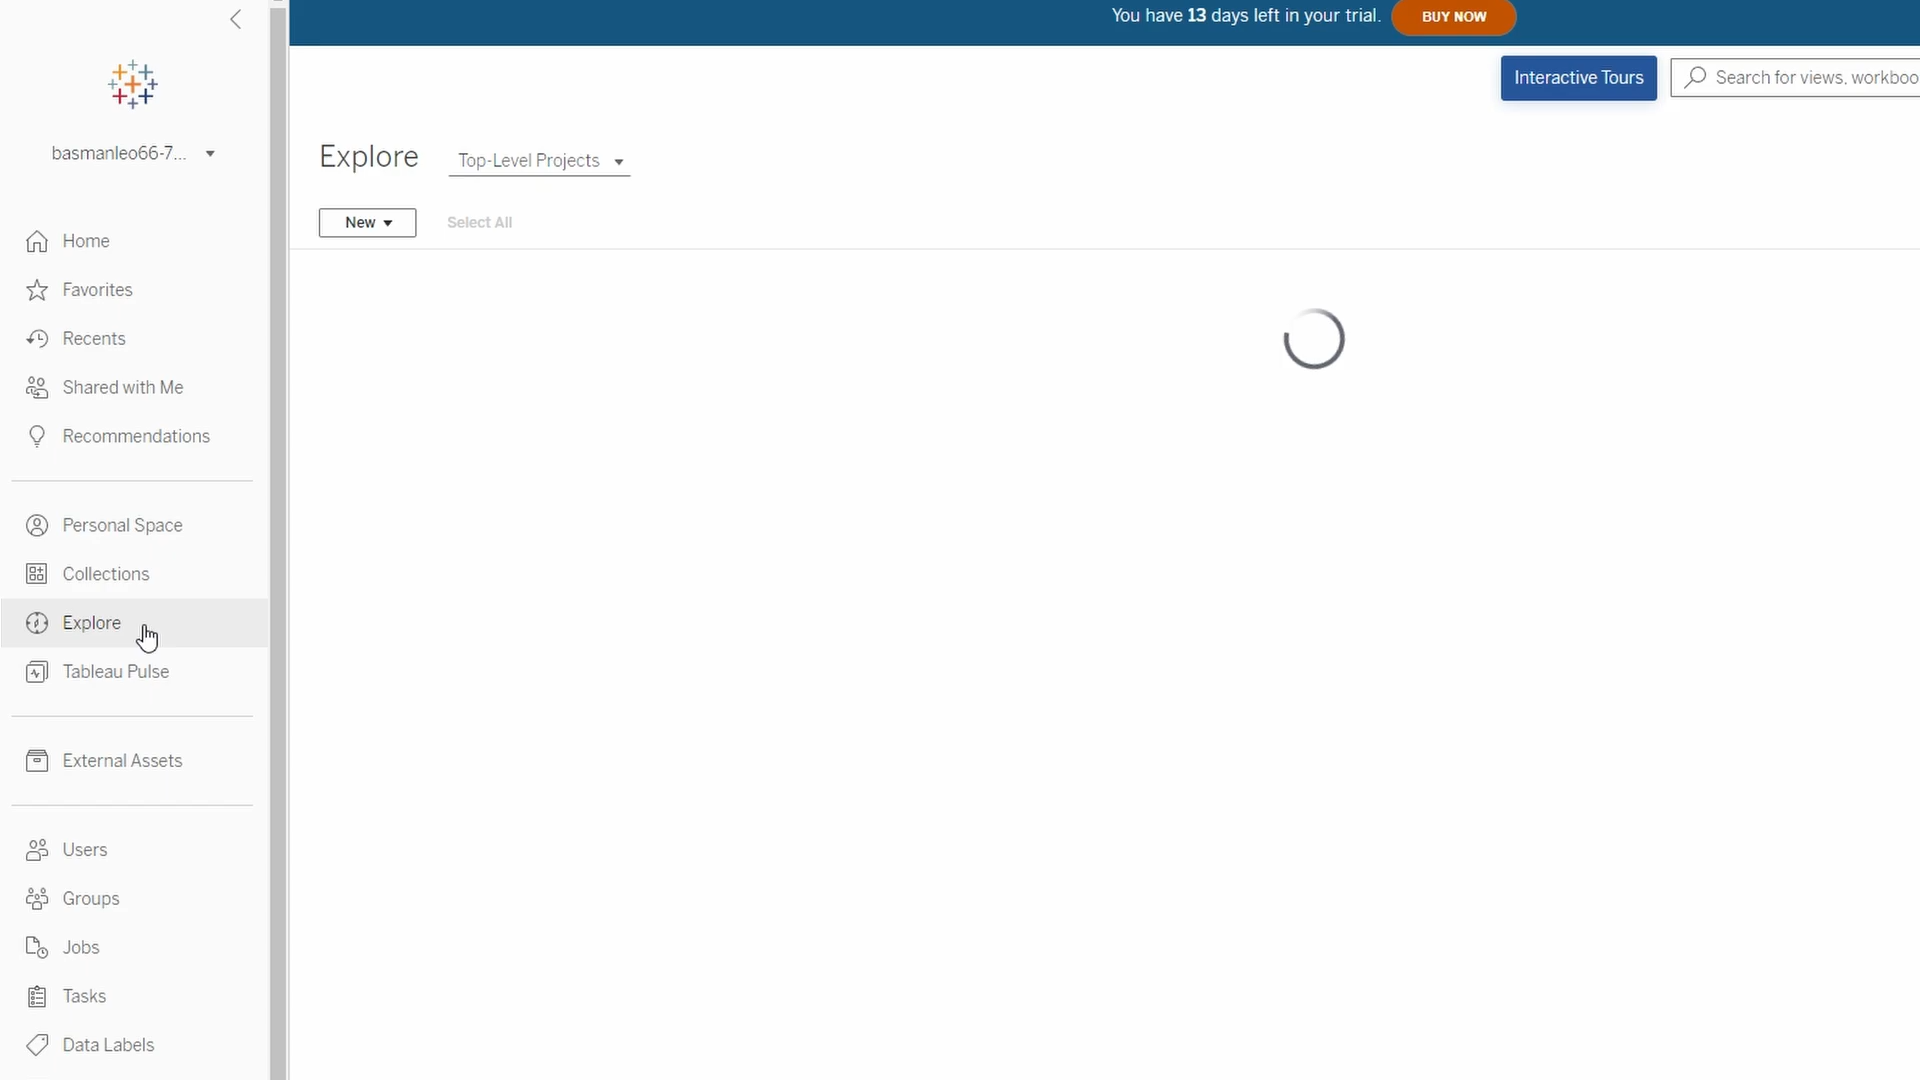 You have 13 days left in your trial.
BUY NOW
Interactive Tours
Search for views, workboo
basmanleo66-7...
Explore
Top-Level Projects
New
Select All
Home
Favorites
Recents
Shared with Me
Recommendations
Personal Space
Collections
Explore
Tableau Pulse
External Assets
Users
Groups
Jobs
Tasks
Data Labels